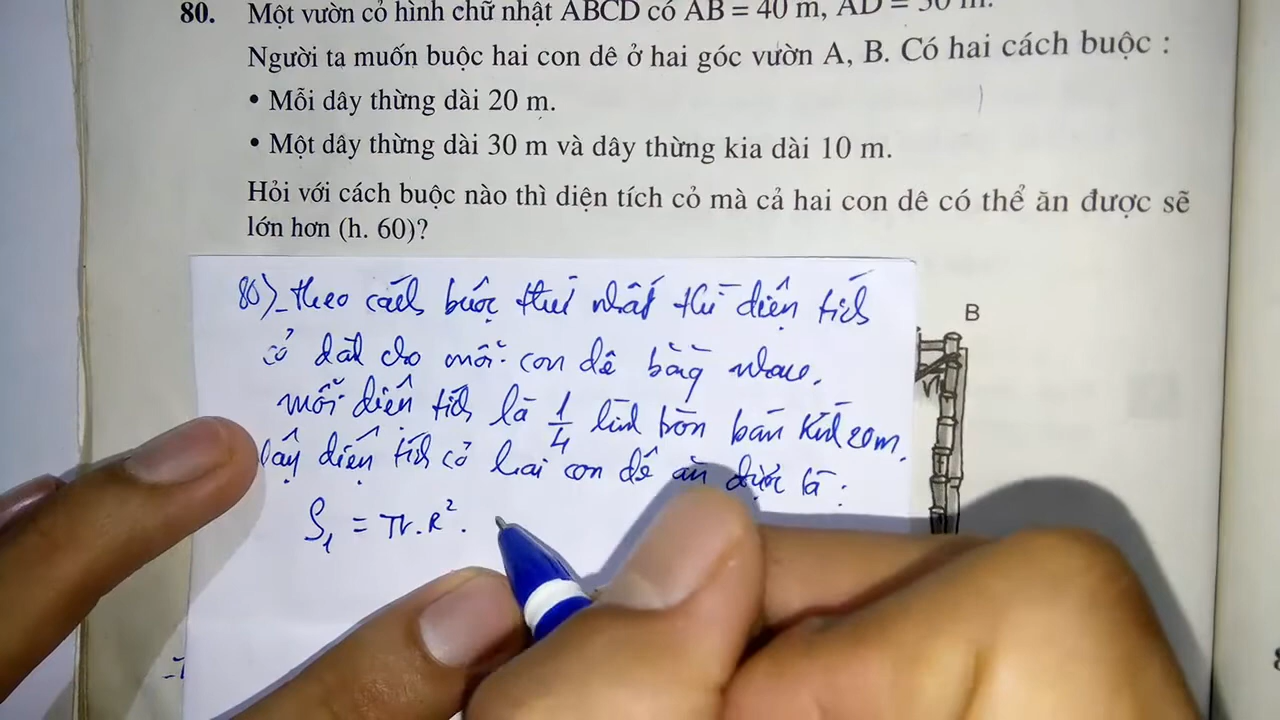 80. Một vườn cỏ hình chữ nhật ABCD có AB = 40 m, AD = 30 m.
Người ta muốn buộc hai con dê ở hai góc vườn A, B. Có hai cách buộc :
• Mỗi dây thừng dài 20 m.
• Một dây thừng dài 30 m và dây thừng kia dài 10 m.
Hỏi với cách buộc nào thì diện tích cỏ mà cả hai con dê có thể ăn được sẽ
lớn hơn (h. 60)?
80) - theo cách buộc thứ nhất thì diện tích
cỏ dành cho mỗi con dê bằng nhau.
mỗi diện tích là 1/4 hình tròn bán kính 20m.
Vậy diện tích cỏ hai con dê ăn được là :
S₁ = π.R².
B